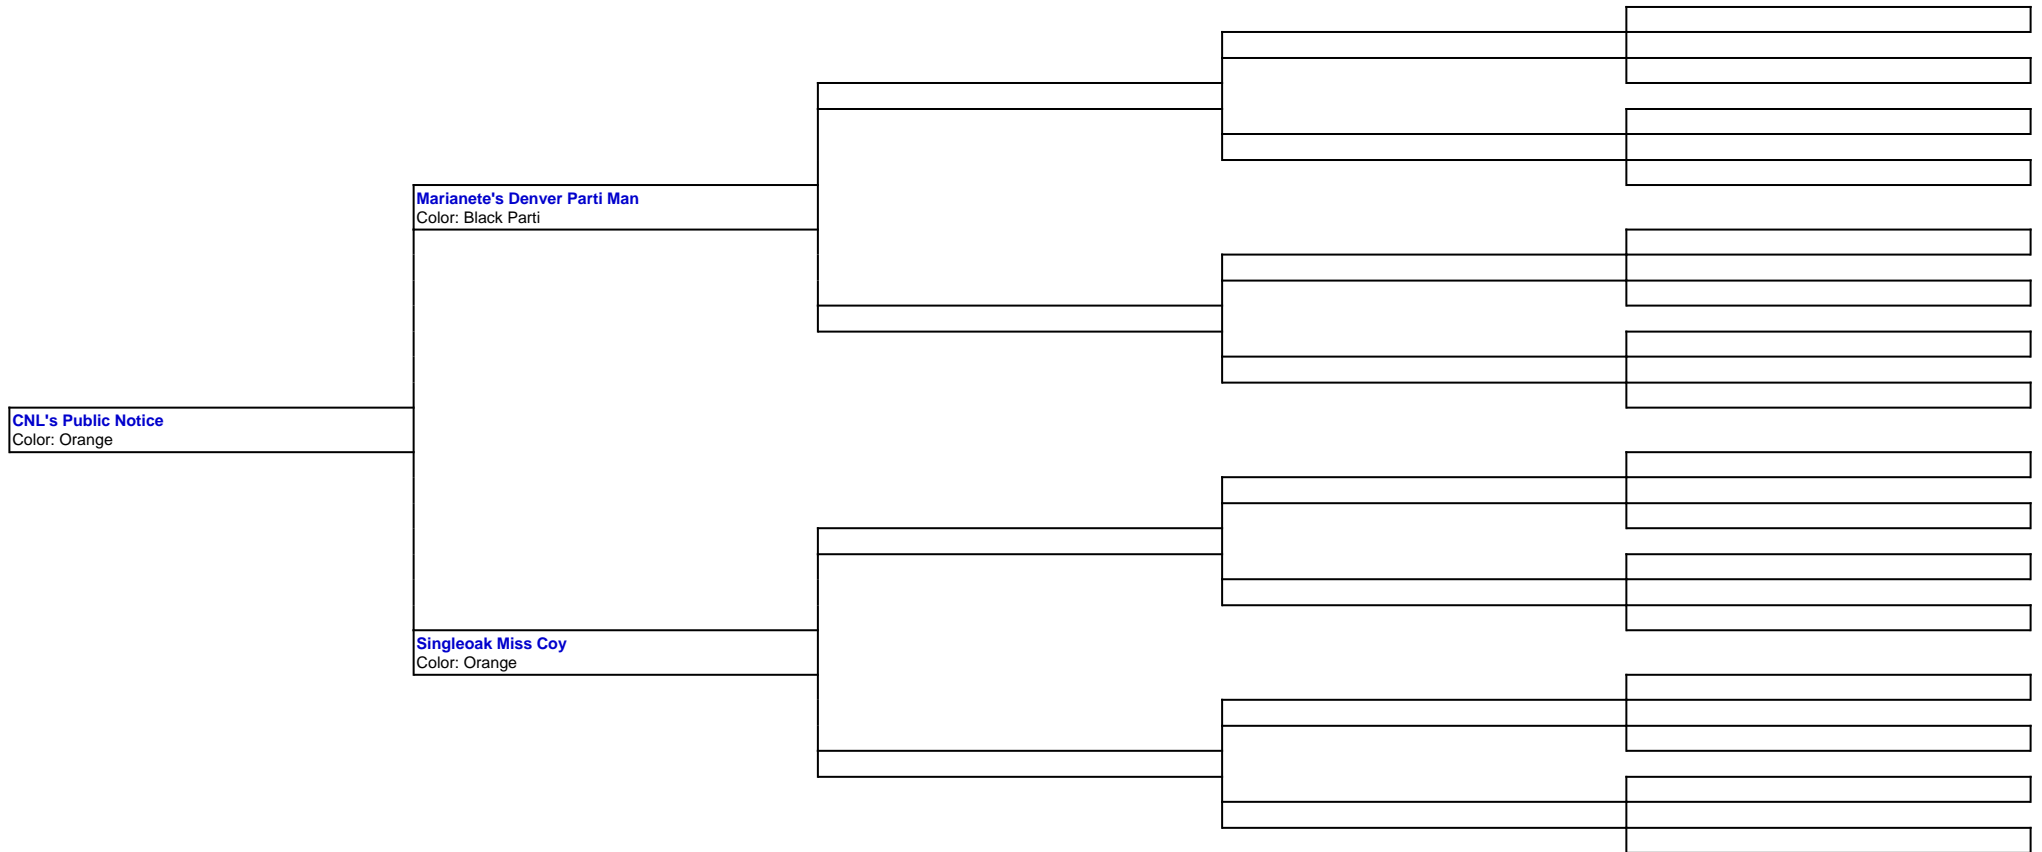 Marianete's Denver Parti Man
Color: Black Parti
CNL's Public Notice
Color: Orange
Singleoak Miss Coy
Color: Orange